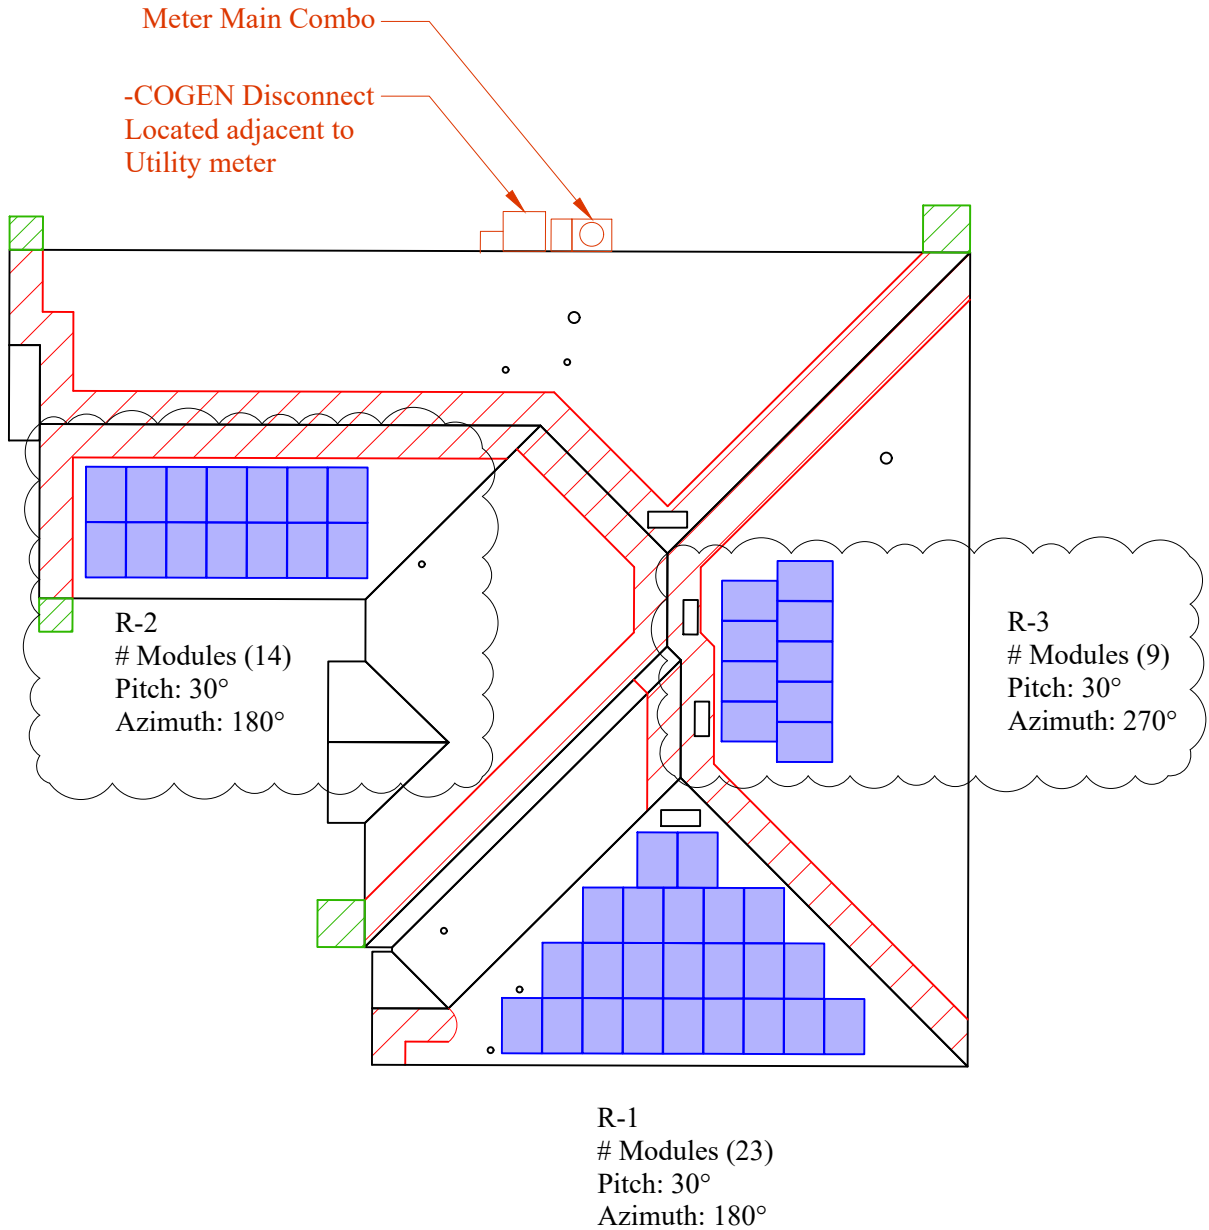 Meter Main Combo
-COGEN Disconnect
Located adjacent to
Utility meter
R-2
# Modules (14)
Pitch: 30°
Azimuth: 180°
R-3
# Modules (9)
Pitch: 30°
Azimuth: 270°
R-1
# Modules (23)
Pitch: 30°
Azimuth: 180°